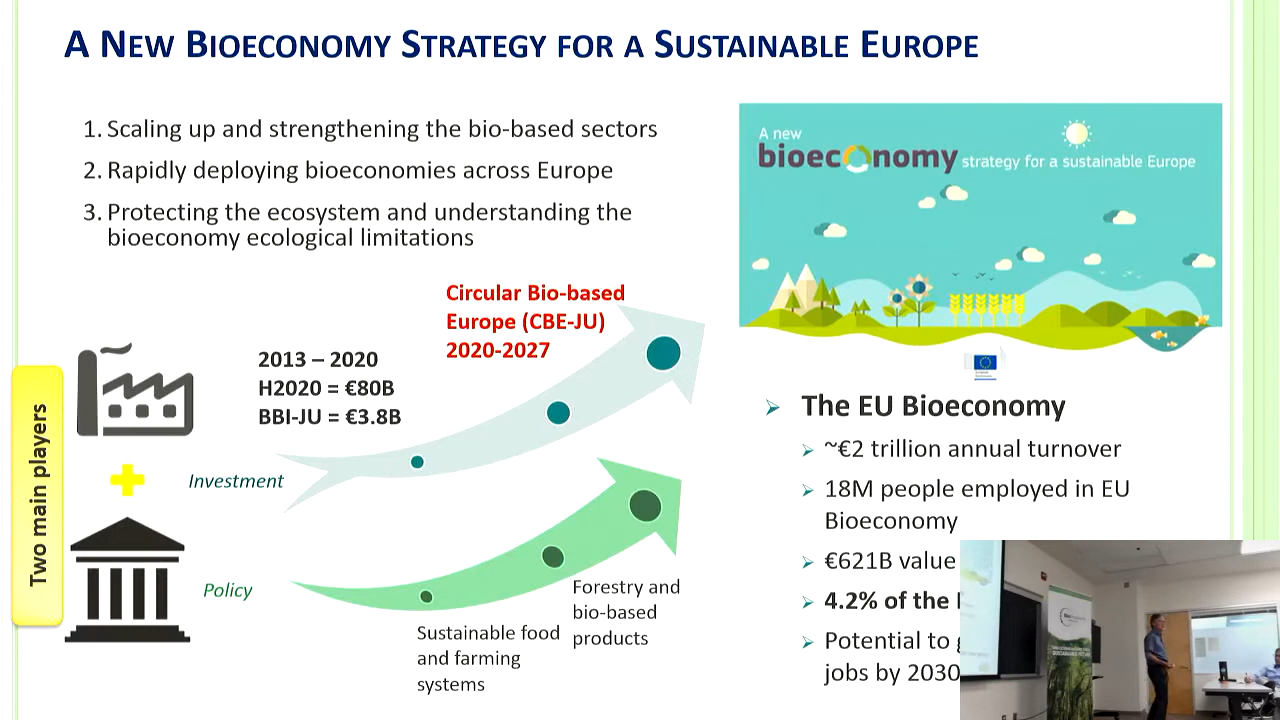 A NEW BIOECONOMY STRATEGY FOR A SUSTAINABLE EUROPE
1. Scaling up and strengthening the bio-based sectors
2. Rapidly deploying bioeconomies across Europe
3. Protecting the ecosystem and understanding the
bioeconomy ecological limitations
A new
bioeconomy strategy for a sustainable Europe
Circular Bio-based
Europe (CBE-JU)
2020-2027
2013 – 2020
H2020 = €80B
BBI-JU = €3.8B
Two main players
Investment
Policy
Sustainable food
and farming
systems
Forestry and
bio-based
products
The EU Bioeconomy
~€2 trillion annual turnover
18M people employed in EU
Bioeconomy
€621B value
4.2% of the
Potential to
jobs by 2030